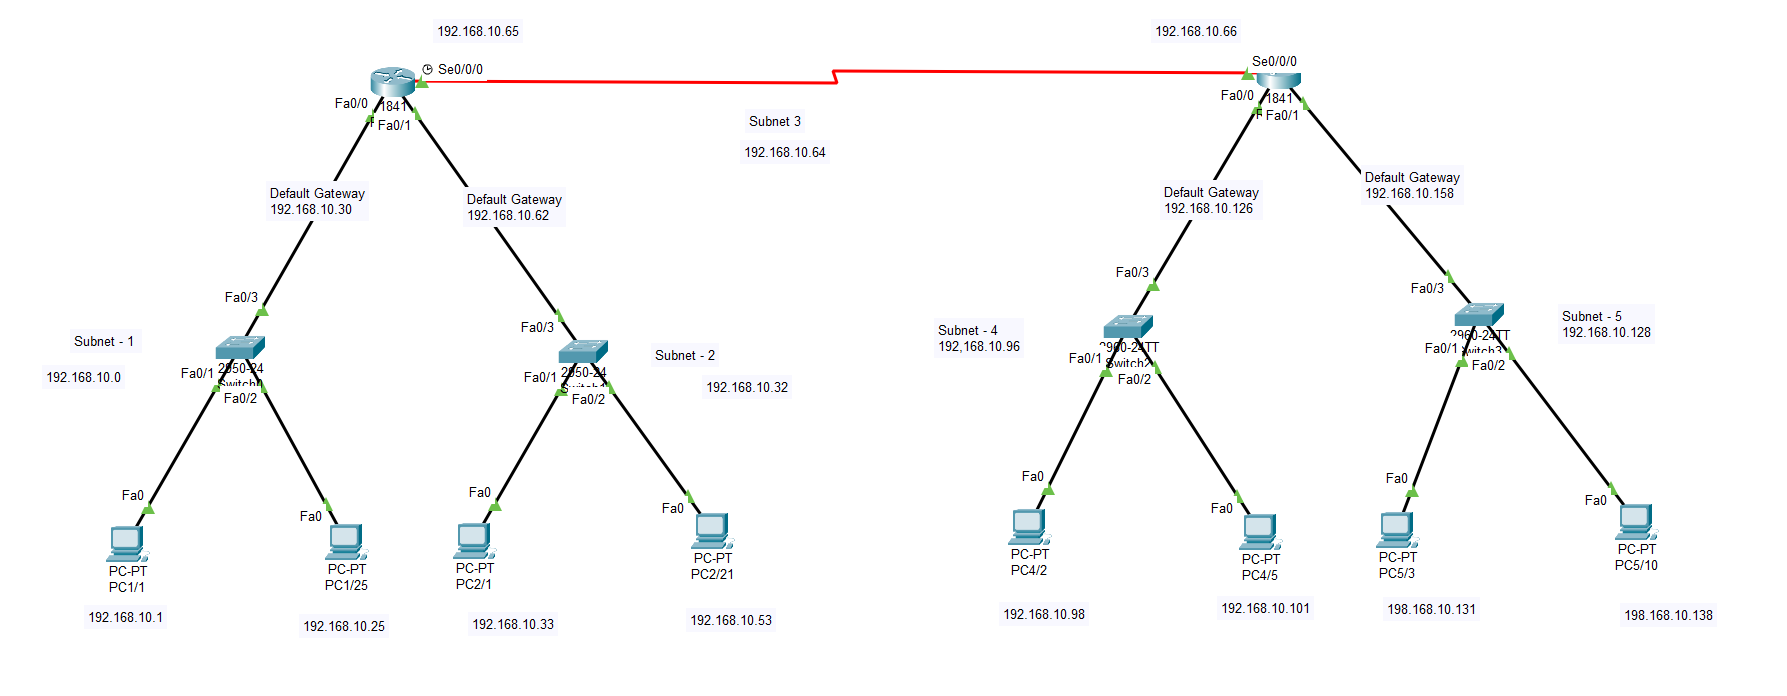 192.168.10.65
192.168.10.66
Se0/0/0
Se0/0/0
Fa0/0
1841
Fa0/1
Fa0/0
1841
Fa0/1
Subnet 3
192.168.10.64
Default Gateway
192.168.10.30
Default Gateway
192.168.10.62
Default Gateway
192.168.10.126
Default Gateway
192.168.10.158
Fa0/3
Fa0/3
Fa0/3
Fa0/3
Subnet - 1
192.168.10.0
Fa0/1
2950-24
Switch0
Fa0/2
Subnet - 2
192.168.10.32
Fa0/1
2950-24
Switch1
Fa0/2
Subnet - 4
192,168.10.96
Fa0/1
2960-24TT
Switch2
Fa0/2
Subnet - 5
192.168.10.128
Fa0/1
2960-24TT
Switch3
Fa0/2
Fa0
Fa0
Fa0
Fa0
Fa0
Fa0
Fa0
Fa0
PC-PT
PC1/1
192.168.10.1
PC-PT
PC1/25
192.168.10.25
PC-PT
PC2/1
192.168.10.33
PC-PT
PC2/21
192.168.10.53
PC-PT
PC4/2
192.168.10.98
PC-PT
PC4/5
192.168.10.101
PC-PT
PC5/3
198.168.10.131
PC-PT
PC5/10
198.168.10.138